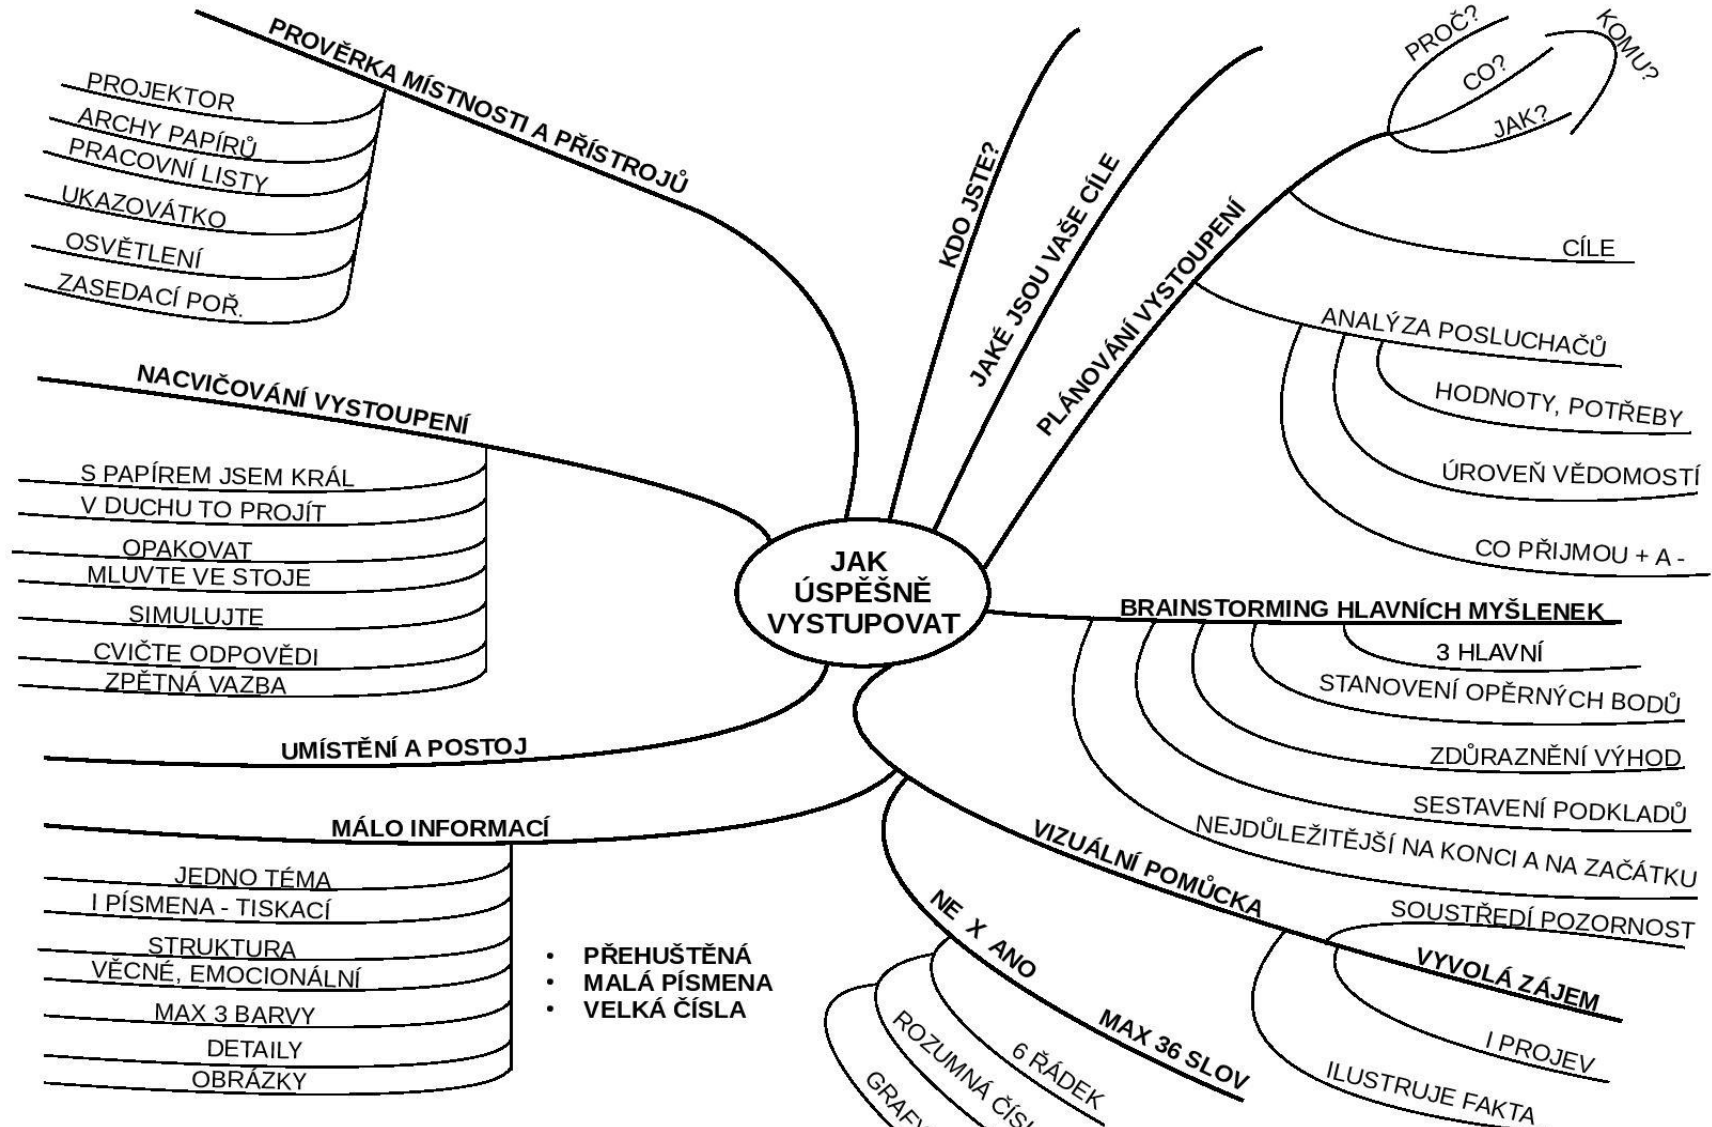 PROVĚRKA MÍSTNOSTI A PŘÍSTROJŮ
PROJEKTOR
ARCHY PAPÍRŮ
PRACOVNÍ LISTY
UKAZOVÁTKO
OSVĚTLENÍ
ZASEDACÍ POŘ.
NACVIČOVÁNÍ VYSTOUPENÍ
S PAPÍREM JSEM KRÁL
V DUCHU TO PROJÍT
OPAKOVAT
MLUVTE VE STOJE
SIMULUJTE
CVIČTE ODPOVĚDI
ZPĚTNÁ VAZBA
UMÍSTĚNÍ A POSTOJ
MÁLO INFORMACÍ
JEDNO TÉMA
I PÍSMENA - TISKACÍ
STRUKTURA
VĚCNÉ, EMOCIONÁLNÍ
MAX 3 BARVY
DETAILY
OBRÁZKY
• PŘEHUŠTĚNÁ
• MALÁ PÍSMENA
• VELKÁ ČÍSLA
JAK
ÚSPĚŠNĚ
VYSTUPOVAT
KDO JSTE?
JAKÉ JSOU VAŠE CÍLE
PLÁNOVÁNÍ VYSTOUPENÍ
PROČ?
CO?
JAK?
KOMU?
CÍLE
ANALÝZA POSLUCHAČŮ
HODNOTY, POTŘEBY
ÚROVEŇ VĚDOMOSTÍ
CO PŘIJMOU + A -
BRAINSTORMING HLAVNÍCH MYŠLENEK
3 HLAVNÍ
STANOVENÍ OPĚRNÝCH BODŮ
ZDŮRAZNĚNÍ VÝHOD
SESTAVENÍ PODKLADŮ
NEJDŮLEŽITĚJŠÍ NA KONCI A NA ZAČÁTKU
VIZUÁLNÍ POMŮCKA
SOUSTŘEDÍ POZORNOST
VYVOLÁ ZÁJEM
I PROJEV
ILUSTRUJE FAKTA
NE X ANO
MAX 36 SLOV
6 ŘÁDEK
ROZUMNÁ